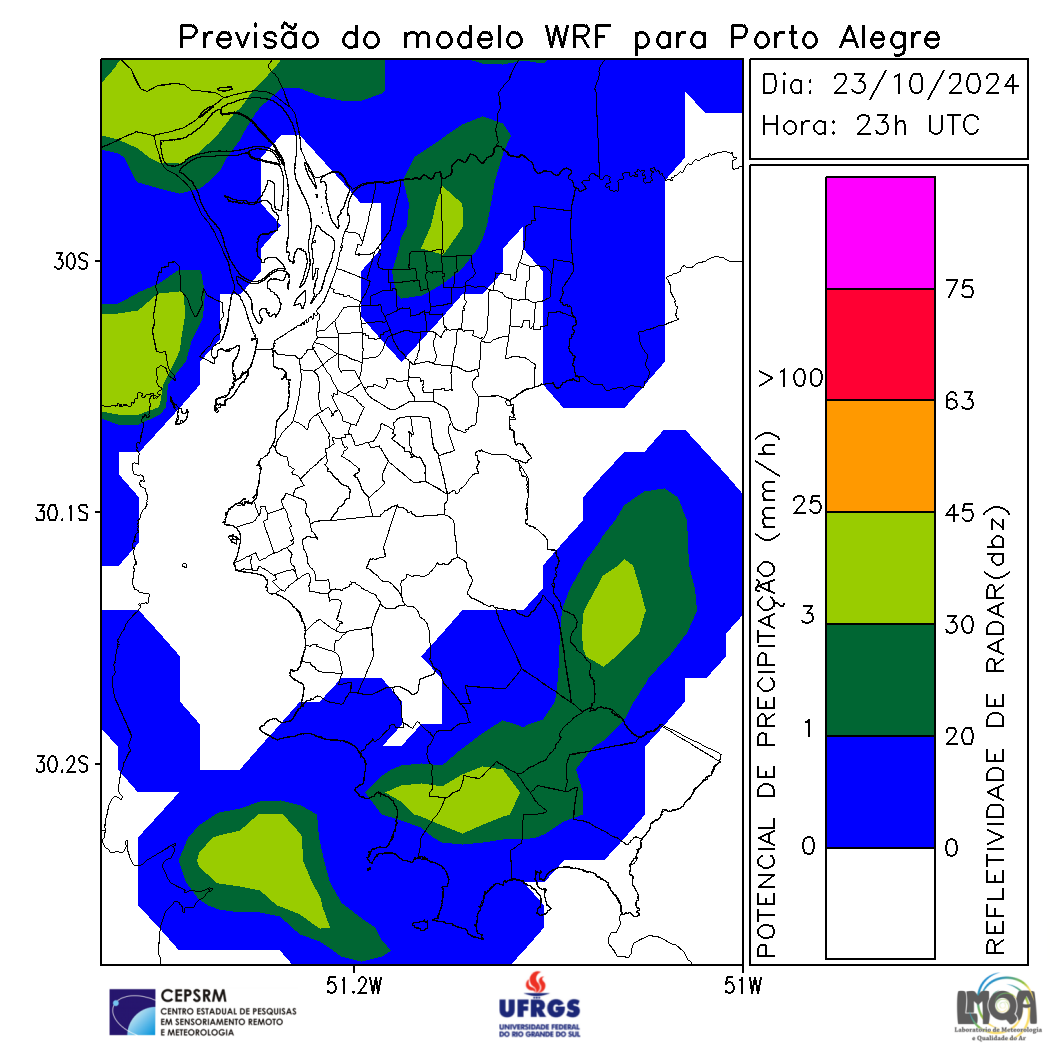 Previsão do modelo WRF para Porto Alegre
Dia: 23/10/2024
Hora: 23h UTC
30S
30.1S
30.2S
51.2W
51W
POTENCIAL DE PRECIPITAÇÃO (mm/h)
>100
25
3
1
0
75
63
45
30
20
0
REFLETIVIDADE DE RADAR(dbz)
CEPSRM
CENTRO ESTADUAL DE PESQUISAS
EM SENSORIAMENTO REMOTO
E METEOROLOGIA
UFRGS
UNIVERSIDADE FEDERAL
DO RIO GRANDE DO SUL
LMQA
Laboratório de Meteorologia
e Qualidade do Ar